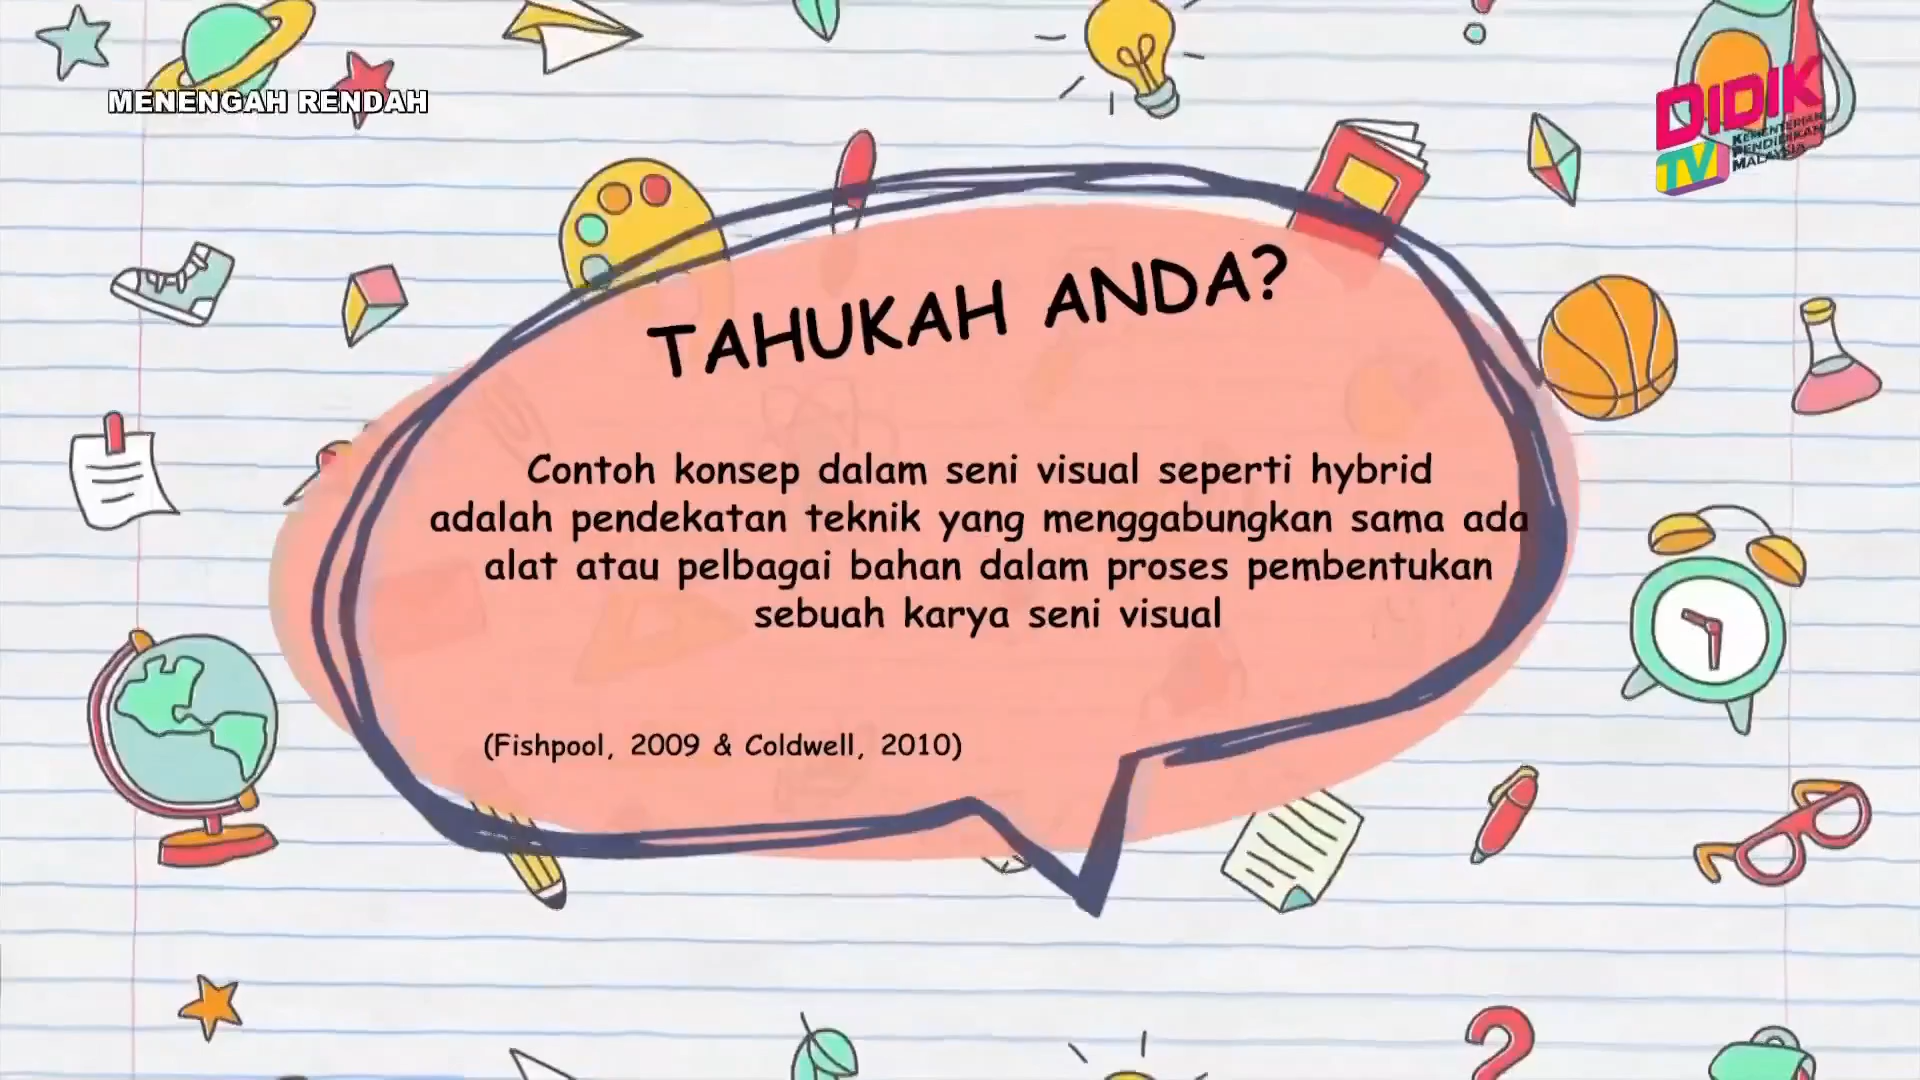 MENENGAH RENDAH
DIDIK
TV
KEMENTERIAN
PENDIDIKAN
MALAYSIA
TAHUKAH ANDA?
Contoh konsep dalam seni visual seperti hybrid
adalah pendekatan teknik yang menggabungkan sama ada
alat atau pelbagai bahan dalam proses pembentukan
sebuah karya seni visual
(Fishpool, 2009 & Coldwell, 2010)